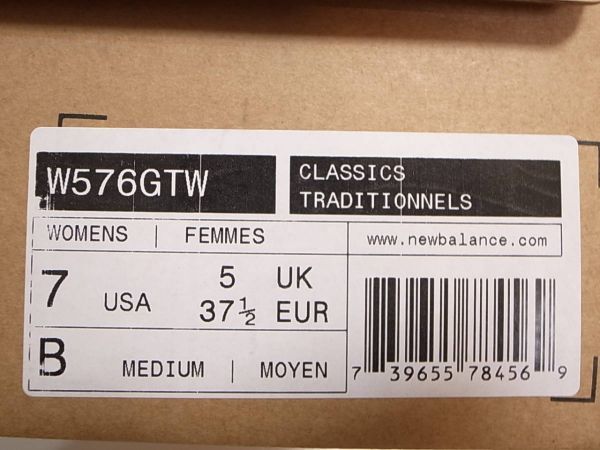 W576GTW
CLASSICS
TRADITIONNELS
WOMENS | FEMMES
www.newbalance.com
7 USA
5 UK
37½ EUR
B MEDIUM | MOYEN
7 39655 78456 9